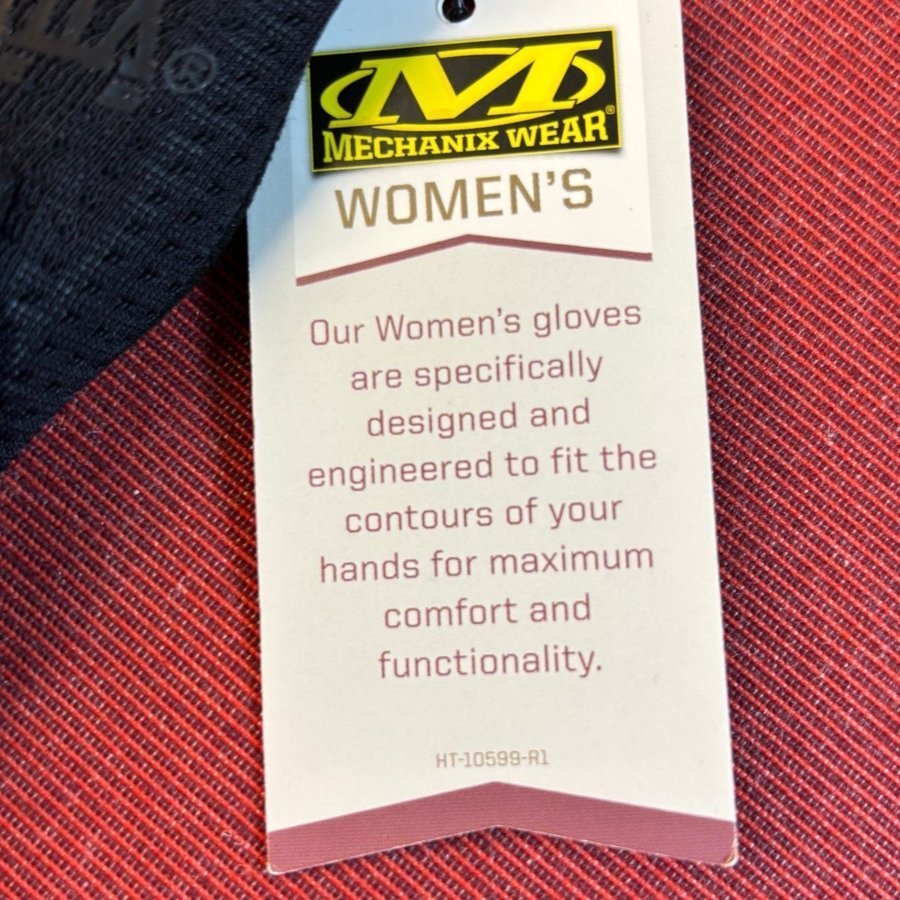 ®
MECHANIX WEAR®
WOMEN'S
Our Women's gloves
are specifically
designed and
engineered to fit the
contours of your
hands for maximum
comfort and
functionality.
HT-10599-R1